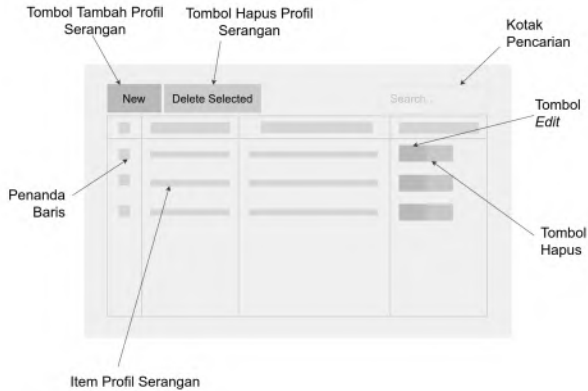 Tombol Tambah Profil
Serangan
Tombol Hapus Profil
Serangan
Kotak
Pencarian
New
Delete Selected
Search...
Tombol
Edit
Penanda
Baris
Tombol
Hapus
Item Profil Serangan